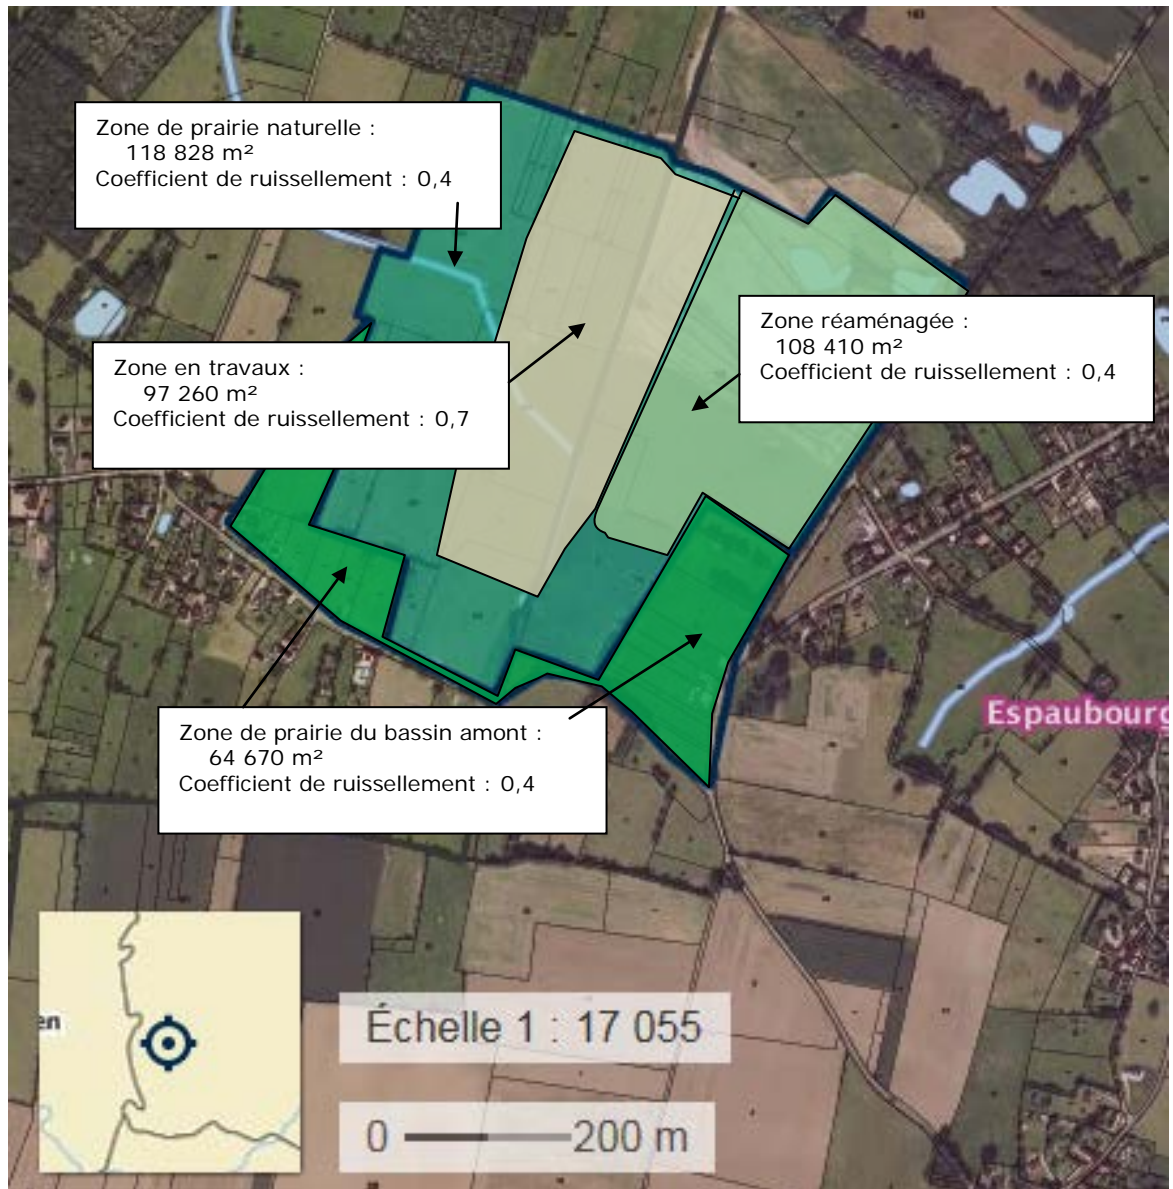 Zone de prairie naturelle :
118 828 m²
Coefficient de ruissellement : 0,4
Zone en travaux :
97 260 m²
Coefficient de ruissellement : 0,7
Zone réaménagée :
108 410 m²
Coefficient de ruissellement : 0,4
Espaubourg
Zone de prairie du bassin amont :
64 670 m²
Coefficient de ruissellement : 0,4
en
Échelle 1 : 17 055
0 200 m